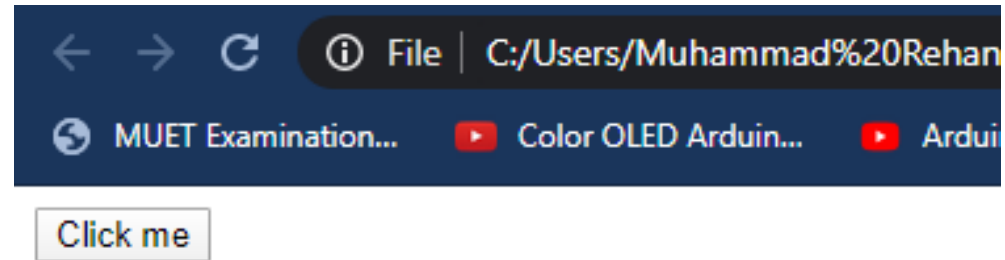 File | C:/Users/Muhammad%20Rehan
MUET Examination... Color OLED Arduin... Ardui
Click me